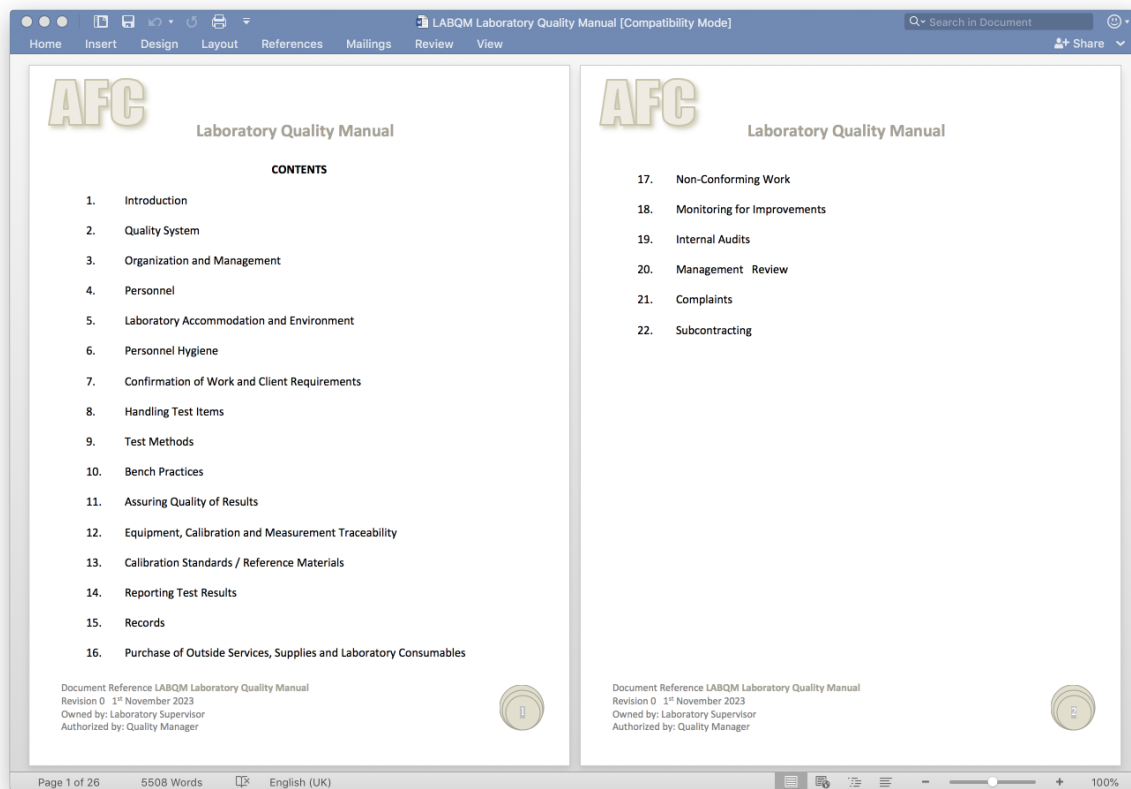 LABQM Laboratory Quality Manual [Compatibility Mode]
Search in Document
Home Insert Design Layout References Mailings Review View
Share
AFC
Laboratory Quality Manual
CONTENTS
1. Introduction
2. Quality System
3. Organization and Management
4. Personnel
5. Laboratory Accommodation and Environment
6. Personnel Hygiene
7. Confirmation of Work and Client Requirements
8. Handling Test Items
9. Test Methods
10. Bench Practices
11. Assuring Quality of Results
12. Equipment, Calibration and Measurement Traceability
13. Calibration Standards / Reference Materials
14. Reporting Test Results
15. Records
16. Purchase of Outside Services, Supplies and Laboratory Consumables
Document Reference LABQM Laboratory Quality Manual
Revision 0 1st November 2023
Owned by: Laboratory Supervisor
Authorized by: Quality Manager
1
AFC
Laboratory Quality Manual
17. Non-Conforming Work
18. Monitoring for Improvements
19. Internal Audits
20. Management Review
21. Complaints
22. Subcontracting
Document Reference LABQM Laboratory Quality Manual
Revision 0 1st November 2023
Owned by: Laboratory Supervisor
Authorized by: Quality Manager
2
Page 1 of 26 5508 Words English (UK) 100%